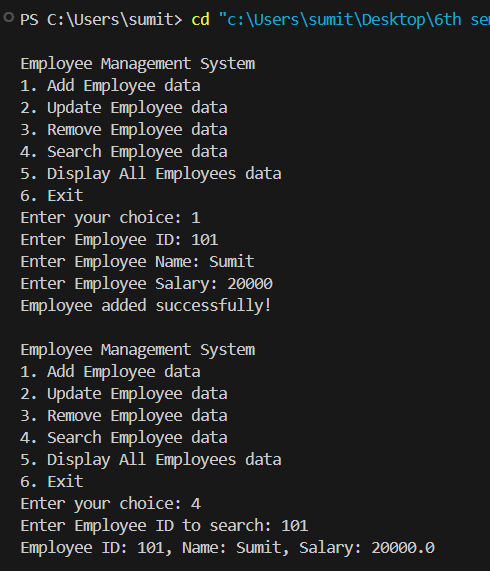 PS C:\Users\sumit> cd "c:\Users\sumit\Desktop\6th
Employee Management System
1. Add Employee data
2. Update Employee data
3. Remove Employee data
4. Search Employee data
5. Display All Employees data
6. Exit
Enter your choice: 1
Enter Employee ID: 101
Enter Employee Name: Sumit
Enter Employee Salary: 20000
Employee added successfully!
Employee Management System
1. Add Employee data
2. Update Employee data
3. Remove Employee data
4. Search Employee data
5. Display All Employees data
6. Exit
Enter your choice: 4
Enter Employee ID to search: 101
Employee ID: 101, Name: Sumit, Salary: 20000.0